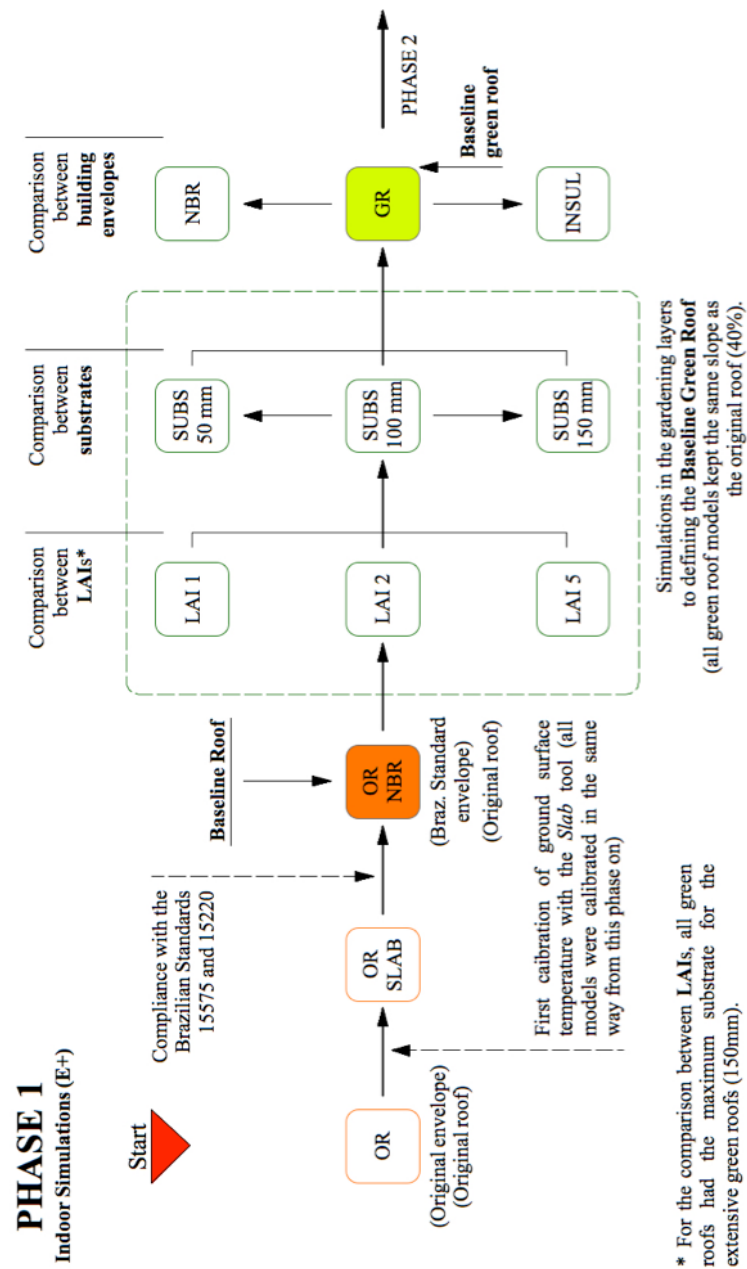 PHASE 1
Indoor Simulations (E+)
Start
OR
(Original envelope)
(Original roof)
Compliance with the
Brazilian Standards
15575 and 15220
OR
SLAB
First caibration of ground surface
temperature with the Slab tool (all
models were calibrated in the same
way from this phase on)
Baseline Roof
OR
NBR
(Braz. Standard
envelope)
(Original roof)
Comparison
between
LAIs*
LAI 1
LAI 2
LAI 5
Comparison
between
substrates
SUBS
50 mm
SUBS
100 mm
SUBS
150 mm
Simulations in the gardening layers
to defining the Baseline Green Roof
(all green roof models kept the same slope as
the original roof (40%).
Comparison
between
building
envelopes
NBR
GR
INSUL
Baseline
green roof
PHASE 2
* For the comparison between LAIs, all green
roofs had the maximum substrate for the
extensive green roofs (150mm).